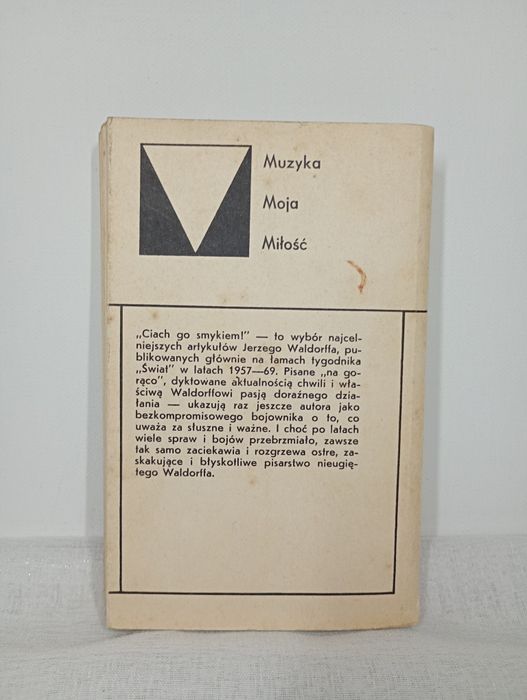 Muzyka
Moja
Miłość
„Ciach go smykiem!” — to wybór najcel-
niejszych artykułów Jerzego Waldorffa, pu-
blikowanych głównie na łamach tygodnika
„Świat” w latach 1957—69. Pisane „na go-
rąco”, dyktowane aktualnością chwili i wła-
ściwą Waldorffowi pasją doraźnego dzia-
łania — ukazują raz jeszcze autora jako
bezkompromisowego bojownika o to, co
uważa za słuszne i ważne. I choć po latach
wiele spraw i bojów przebrzmiało, zawsze
tak samo zaciekawia i rozgrzewa ostre, za-
skakujące i błyskotliwe pisarstwo nieugię-
tego Waldorffa.